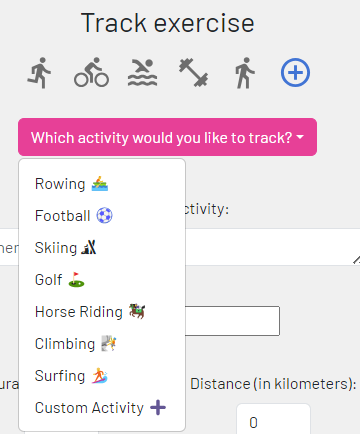 Track exercise
Which activity would you like to track?
Rowing
ctivity:
Football
Skiing
Golf
Horse Riding
Climbing
Surfing
Distance (in kilometers):
Custom Activity
0